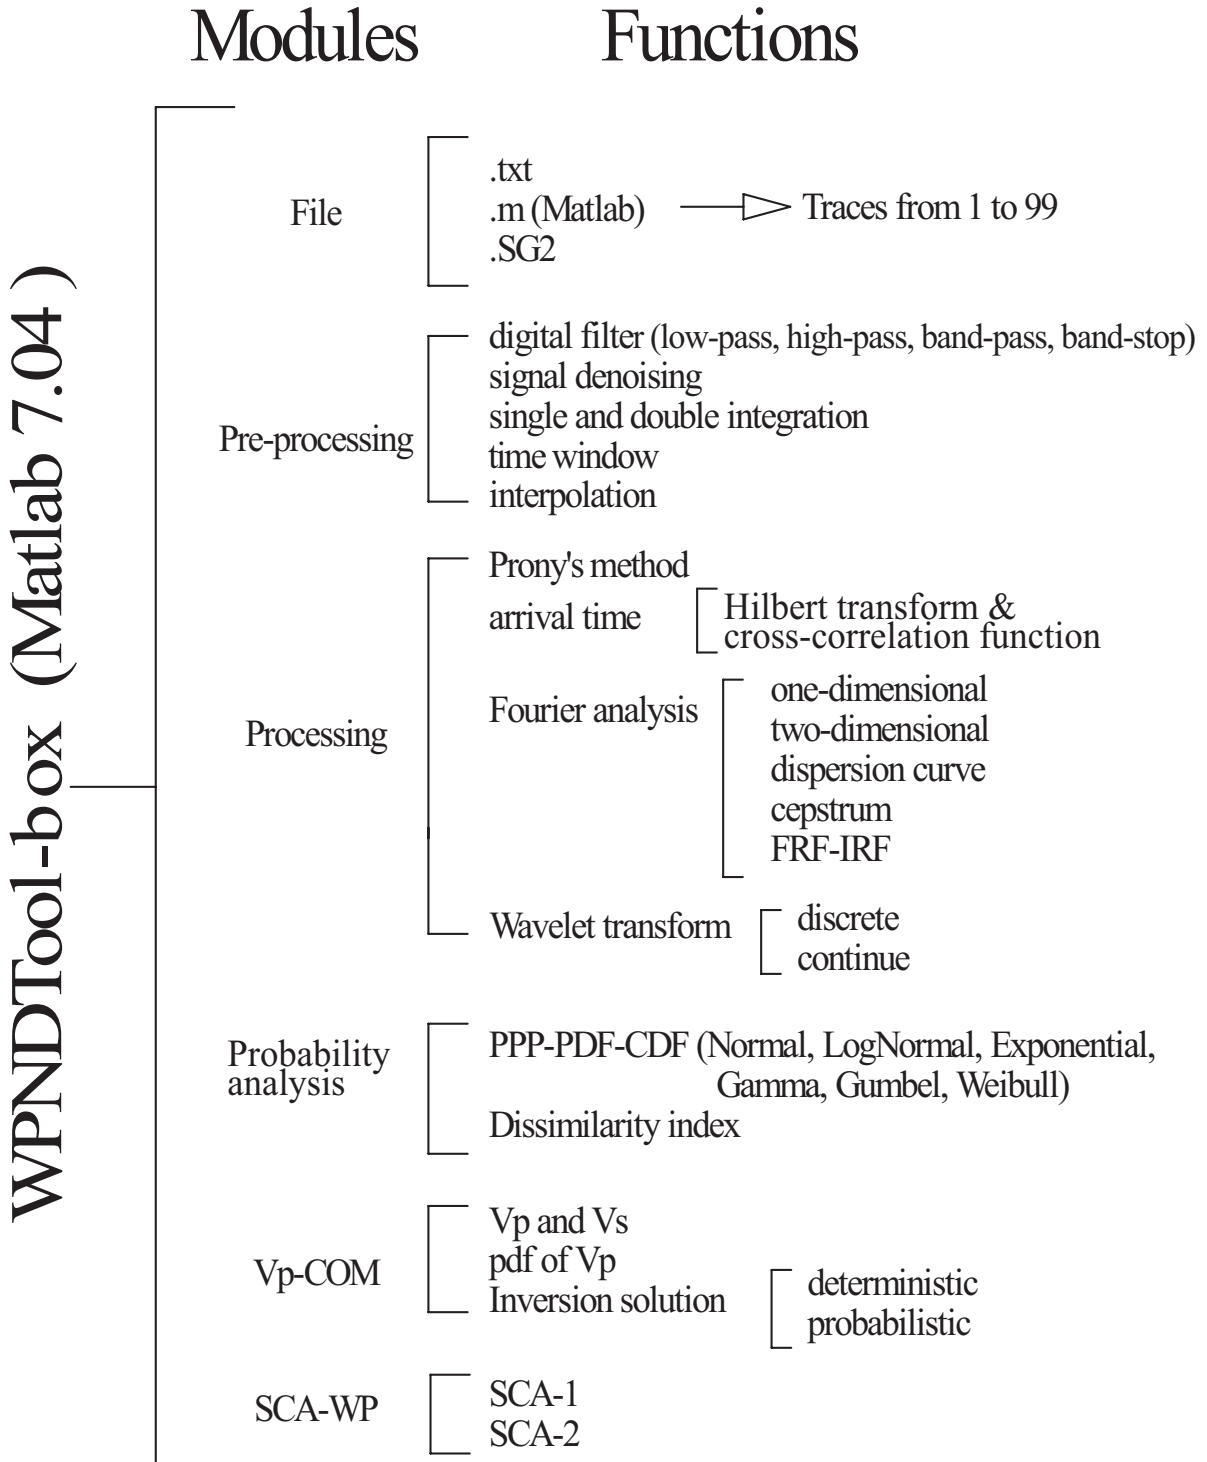 Modules Functions
WPNDTool-box (Matlab 7.04 )
File
.txt
.m (Matlab)
Traces from 1 to 99
.SG2
Pre-processing
digital filter (low-pass, high-pass, band-pass, band-stop)
signal denoising
single and double integration
time window
interpolation
Processing
Prony's method
arrival time
Hilbert transform &
cross-correlation function
Fourier analysis
one-dimensional
two-dimensional
dispersion curve
cepstrum
FRF-IRF
Wavelet transform
discrete
continue
Probability
analysis
PPP-PDF-CDF (Normal, LogNormal, Exponential,
Gamma, Gumbel, Weibull)
Dissimilarity index
Vp-COM
Vp and Vs
pdf of Vp
Inversion solution
deterministic
probabilistic
SCA-WP
SCA-1
SCA-2